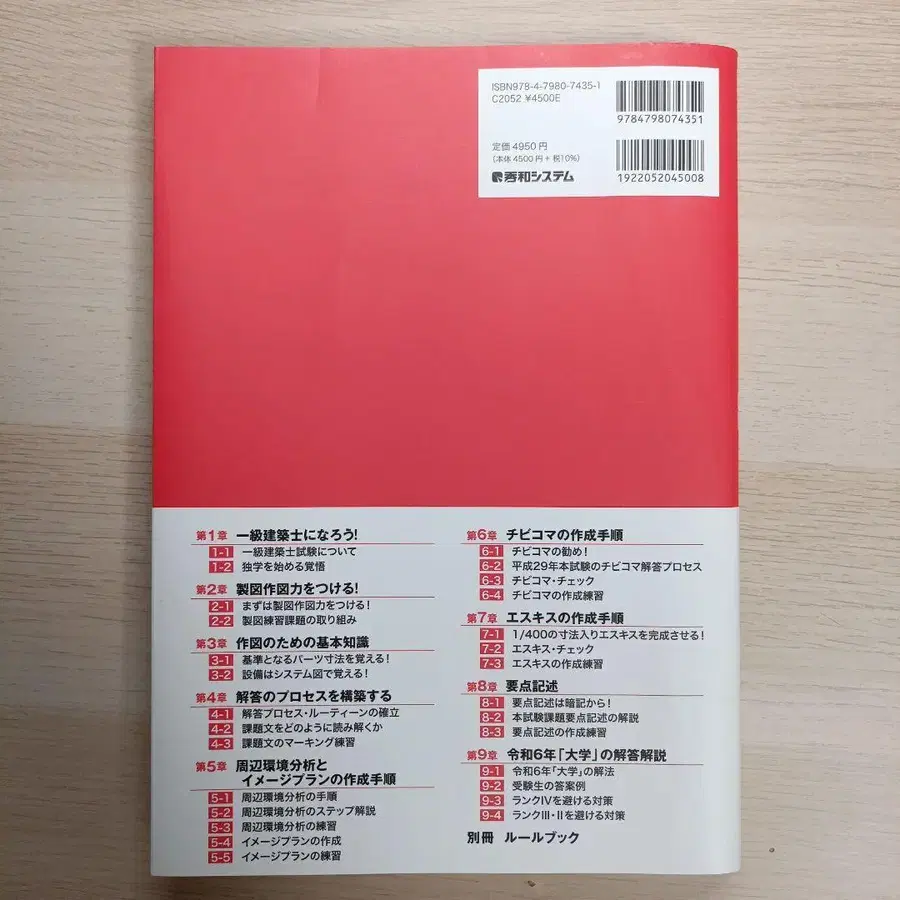 ISBN978-4-7980-7435-1
C2052 ¥4500E
9784798074351
定価 4950 円
(本体 4500 円 + 税10%)
秀和システム
1922052045008
第1章 一級建築士になろう!
1-1 一級建築士試験について
1-2 独学を始める覚悟
第2章 製図作図力をつける!
2-1 まずは製図作図力をつける!
2-2 製図練習課題の取り組み
第3章 作図のための基本知識
3-1 基準となるパーツ寸法を覚える!
3-2 設備はシステム図で覚える!
第4章 解答のプロセスを構築する
4-1 解答プロセス・ルーティーンの確立
4-2 課題文をどのように読み解くか
4-3 課題文のマーキング練習
第5章 周辺環境分析と
イメージプランの作成手順
5-1 周辺環境分析の手順
5-2 周辺環境分析のステップ解説
5-3 周辺環境分析の練習
5-4 イメージプランの作成
5-5 イメージプランの練習
第6章 チビコマの作成手順
6-1 チビコマの勧め!
6-2 平成29年本試験のチビコマ解答プロセス
6-3 チビコマ・チェック
6-4 チビコマの作成練習
第7章 エスキスの作成手順
7-1 1/400の寸法入りエスキスを完成させる!
7-2 エスキス・チェック
7-3 エスキスの作成練習
第8章 要点記述
8-1 要点記述は暗記から!
8-2 本試験課題要点記述の解説
8-3 要点記述の作成練習
第9章 令和6年「大学」の解答解説
9-1 令和6年「大学」の解法
9-2 受験生の答案例
9-3 ランクⅣを避ける対策
9-4 ランクⅢ・Ⅱを避ける対策
別冊 ルールブック